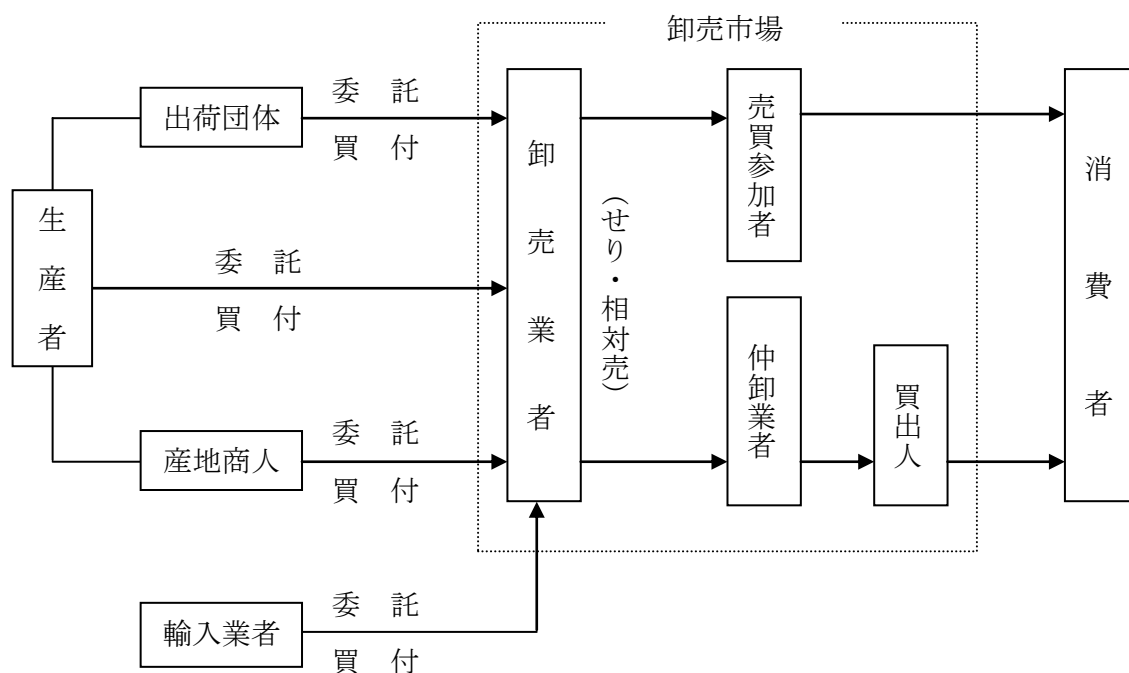 卸売市場
出荷団体
委　託
買　付
生産者
委　託
買　付
産地商人
委　託
買　付
輸入業者
委　託
買　付
卸売業者
（せり・相対売）
売買参加者
仲卸業者
買出人
消費者